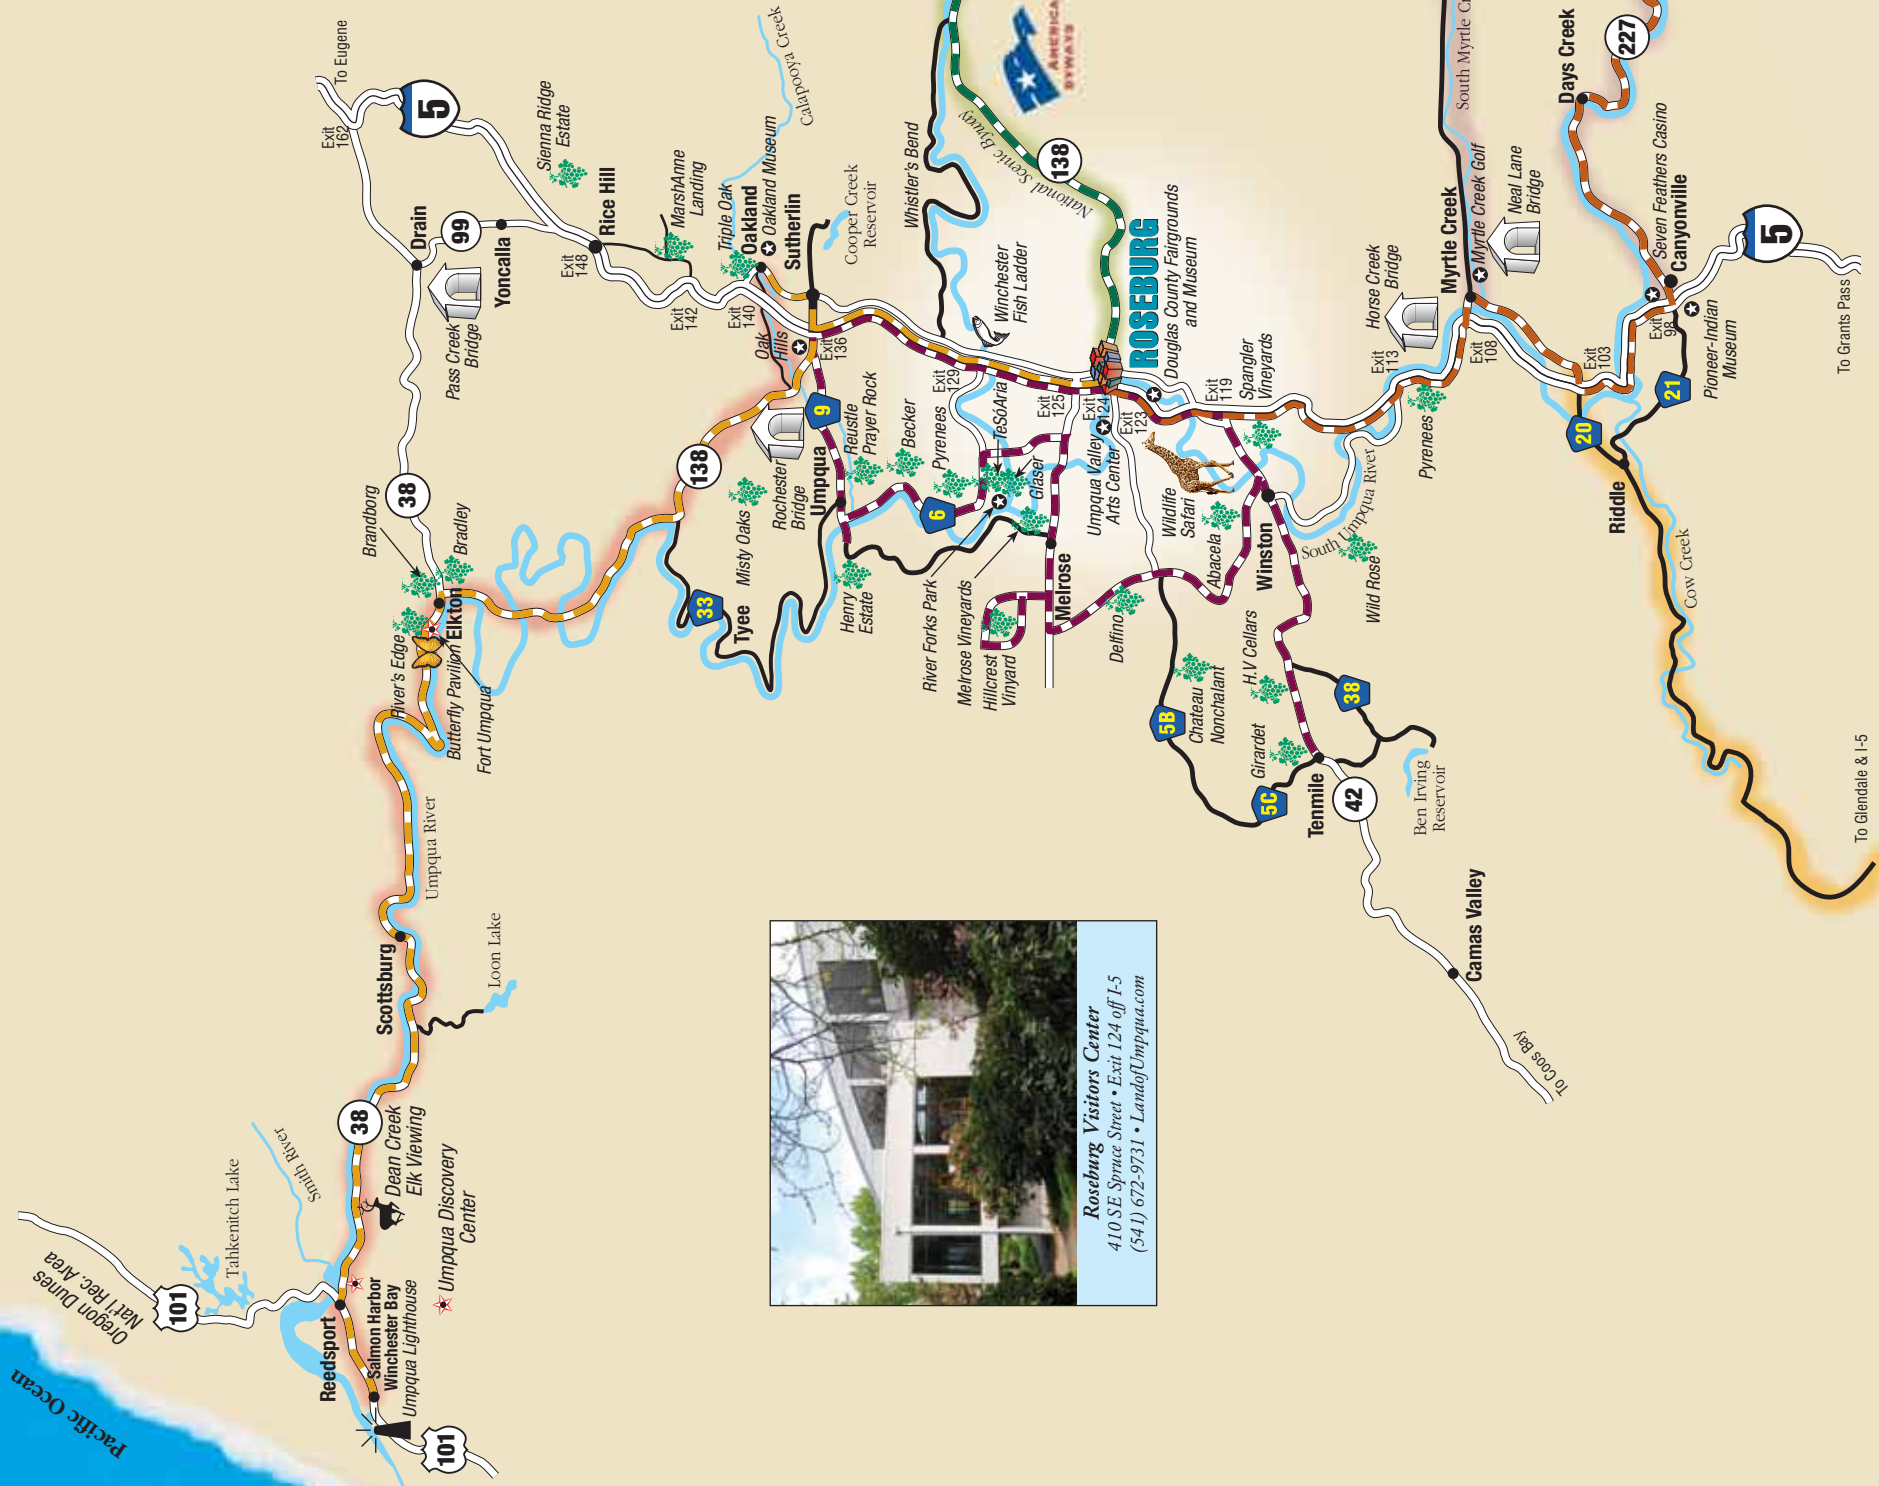 Pacific Ocean
Oregon Dunes
Nat'l Rec. Area
101
Tahkenitch Lake
Smith River
Reedsport
Salmon Harbor
Winchester Bay
Umpqua Lighthouse
101
Umpqua Discovery
Center
38
Dean Creek
Elk Viewing
Scottsburg
Loon Lake
Umpqua River
River's Edge
Butterfly Pavilion
Fort Umpqua
Elkton
Brandborg
Bradley
38
Pass Creek
Bridge
Drain
99
Yoncalla
Exit
162
To Eugene
5
Sienna Ridge
Estate
Rice Hill
Exit
148
MarshAnne
Landing
Exit
142
Triple Oak
Oakland
Oakland Museum
Calapooya Creek
Exit
140
Sutherlin
Cooper Creek
Reservoir
Oak
Hills
Exit
136
138
9
Rochester
Bridge
Misty Oaks
33
Tyee
Umpqua
Reustle
Prayer Rock
Becker
Henry
Estate
Pyrenees
6
TeSóAria
Glaser
River Forks Park
Melrose Vineyards
Hillcrest
Vinyard
Melrose
Exit
129
Whistler's Bend
Winchester
Fish Ladder
National Scenic Byway
138
AMERICA
BYWAYS
Exit
125
Exit
124
Exit
123
ROSEBURG
Douglas County Fairgrounds
and Museum
Umpqua Valley
Arts Center
Wildlife
Safari
Exit
119
Spangler
Vineyards
Delfino
Abacela
Winston
South Umpqua River
Wild Rose
H.V Cellars
5B
Chateau
Nonchalant
Girardet
5C
Tenmile
38
42
Ben Irving
Reservoir
Camas Valley
To Coos Bay
Exit
113
Pyrenees
Horse Creek
Bridge
Myrtle Creek
Myrtle Creek Golf
South Myrtle Cr
Neal Lane
Bridge
Exit
108
Exit
103
20
Riddle
Cow Creek
21
Exit
98
Pioneer-Indian
Museum
Canyonville
Seven Feathers Casino
Days Creek
227
5
To Grants Pass
To Glendale & I-5
Roseburg Visitors Center
410 SE Spruce Street • Exit 124 off I-5
(541) 672-9731 • LandofUmpqua.com